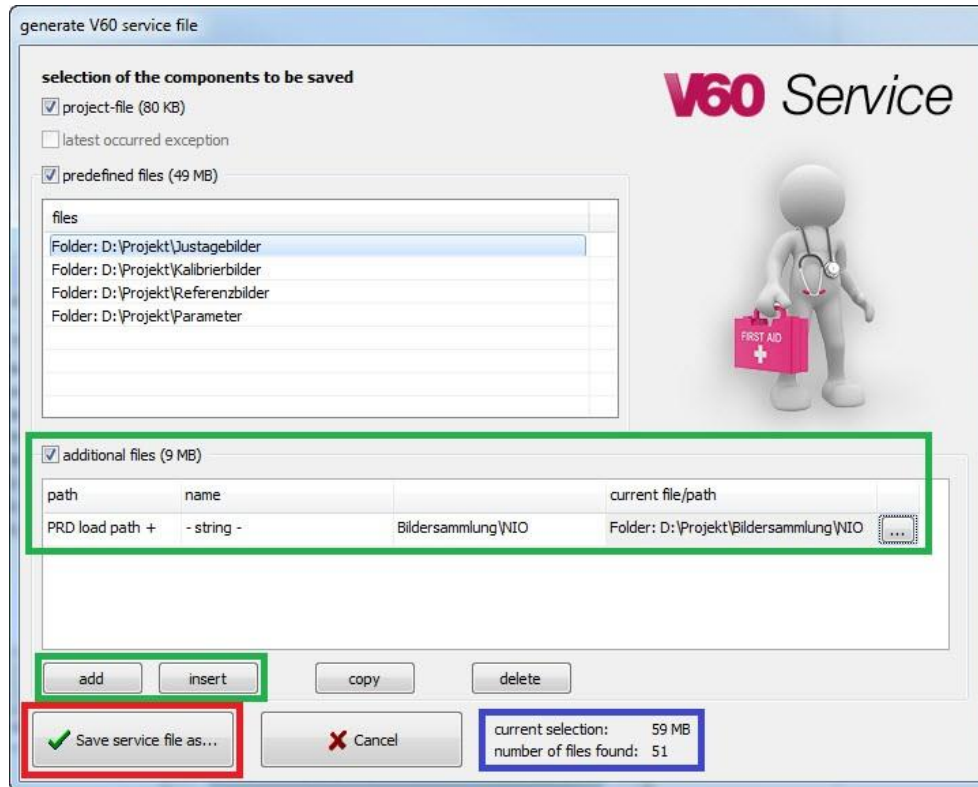 generate V60 service file
selection of the components to be saved
V60 Service
project-file (80 KB)
latest occurred exception
predefined files (49 MB)
files
Folder: D:\Projekt\Justagebilder
Folder: D:\Projekt\Kalibrierbilder
Folder: D:\Projekt\Referenzbilder
Folder: D:\Projekt\Parameter
FIRST AID
additional files (9 MB)
path name current file/path
PRD load path + - string - Bildersammlung\NIO Folder: D:\Projekt\Bildersammlung\NIO ...
add insert copy delete
Save service file as... Cancel
current selection: 59 MB
number of files found: 51